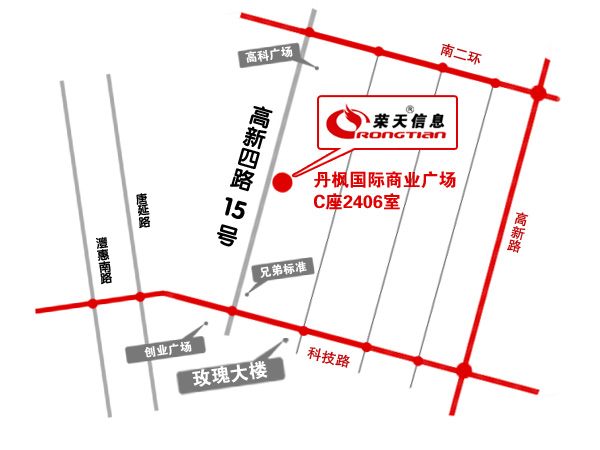 南二环
高科广场
荣天信息®
RONGTIAN
高新四路15号
丹枫国际商业广场
C座2406室
唐延路
澧惠南路
高新路
兄弟标准
创业广场
科技路
玫瑰大楼